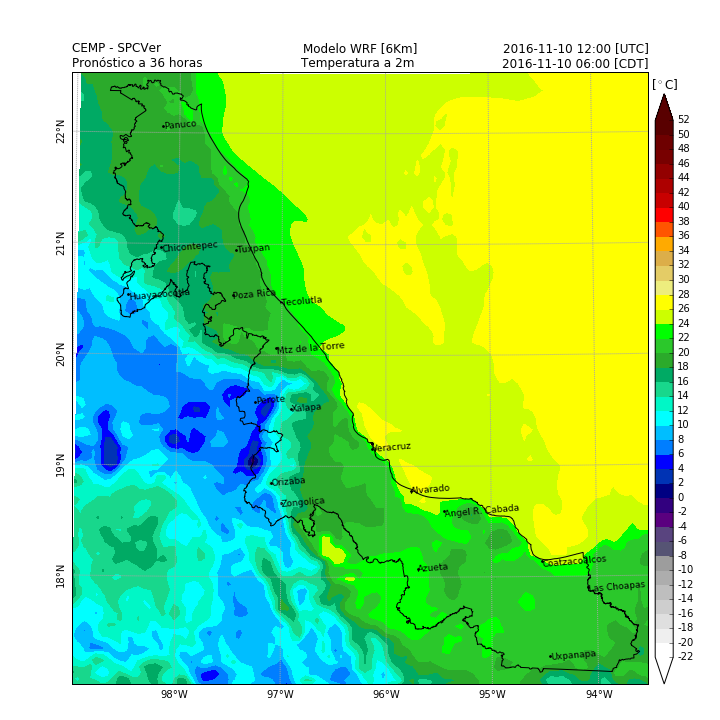 CEMP - SPCVer Modelo WRF [6Km] 2016-11-10 12:00 [UTC]
Pronóstico a 36 horas Temperatura a 2m 2016-11-10 06:00 [CDT]
[°C]
52
50
48
46
44
42
40
38
36
34
32
30
28
26
24
22
20
18
16
14
12
10
8
6
4
2
0
-2
-4
-6
-8
-10
-12
-14
-16
-18
-20
-22
22°N
21°N
20°N
19°N
18°N
Panuco
Chicontepec
Tuxpan
Huayacocotla
Poza Rica
Tecolutla
Mtz de la Torre
Perote
Xalapa
Veracruz
Orizaba
Alvarado
Zongolica
Angel R. Cabada
Azueta
Coatzacoalcos
Las Choapas
Uxpanapa
98°W 97°W 96°W 95°W 94°W